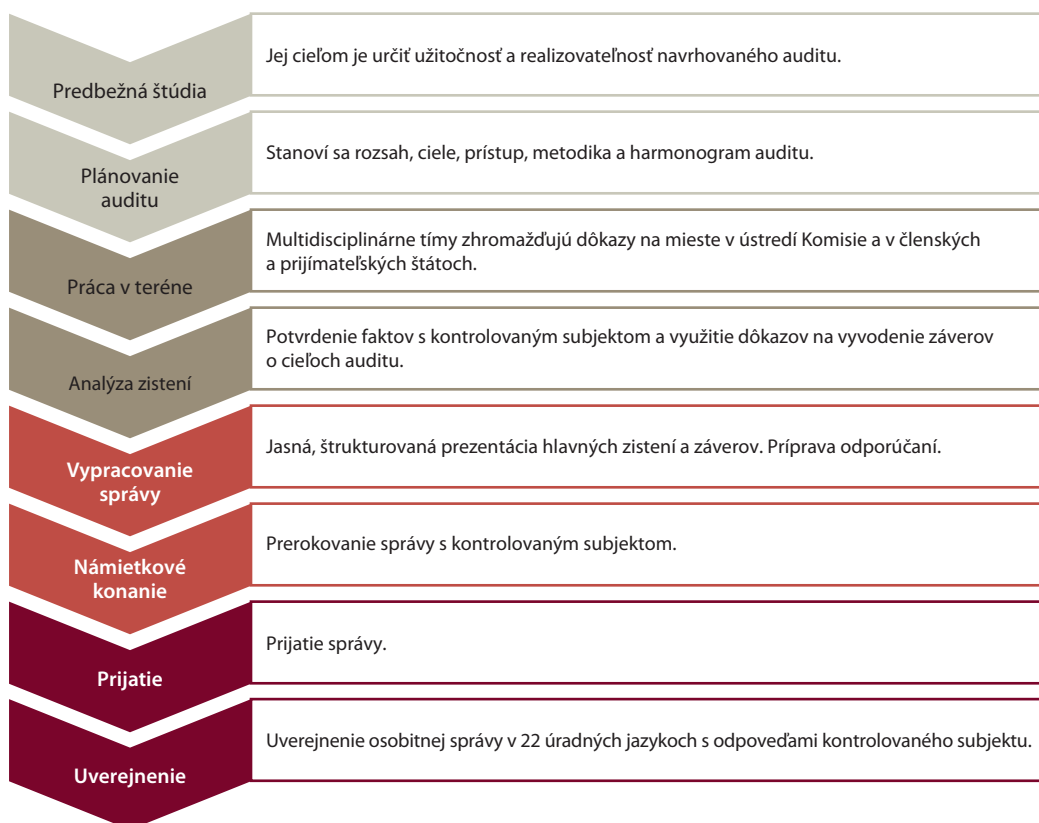 Predbežná štúdia
Jej cieľom je určiť užitočnosť a realizovateľnosť navrhovaného auditu.
Plánovanie
auditu
Stanoví sa rozsah, ciele, prístup, metodika a harmonogram auditu.
Práca v teréne
Multidisciplinárne tímy zhromažďujú dôkazy na mieste v ústredí Komisie a v členských
a prijímateľských štátoch.
Analýza zistení
Potvrdenie faktov s kontrolovaným subjektom a využitie dôkazov na vyvodenie záverov
o cieľoch auditu.
Vypracovanie
správy
Jasná, štrukturovaná prezentácia hlavných zistení a záverov. Príprava odporúčaní.
Námietkové
konanie
Prerokovanie správy s kontrolovaným subjektom.
Prijatie
Prijatie správy.
Uverejnenie
Uverejnenie osobitnej správy v 22 úradných jazykoch s odpoveďami kontrolovaného subjektu.